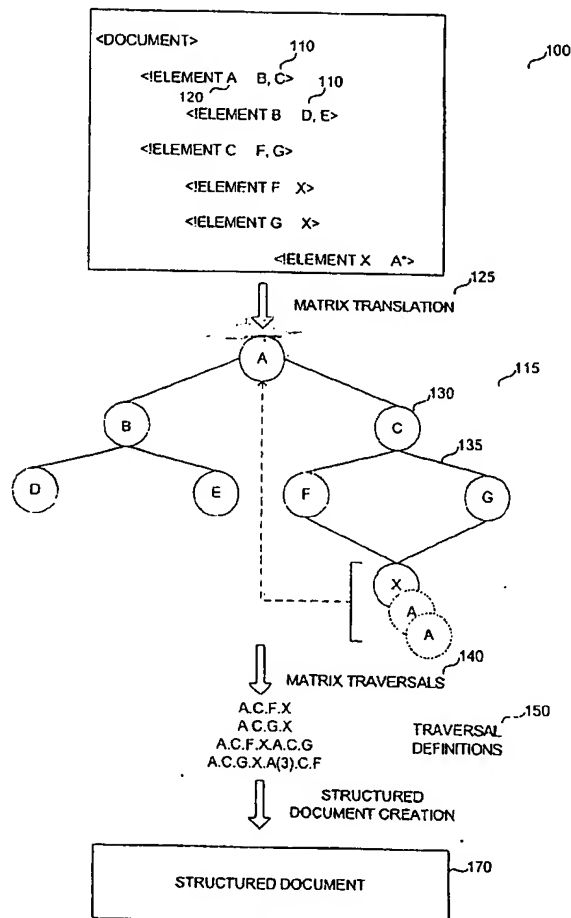 <DOCUMENT>
110
100
<!ELEMENT A B, C>
120
110
<!ELEMENT B D, E>
<!ELEMENT C F, G>
<!ELEMENT F X>
<!ELEMENT G X>
<!ELEMENT X A*>
125
MATRIX TRANSLATION
A
115
130
B
C
135
D
E
F
G
X
A
A
140
MATRIX TRAVERSALS
A.C.F.X
A C.G.X
A.C.F.X.A.C.G
A.C.G.X.A(3).C.F
150
TRAVERSAL
DEFINITIONS
STRUCTURED
DOCUMENT CREATION
170
STRUCTURED DOCUMENT